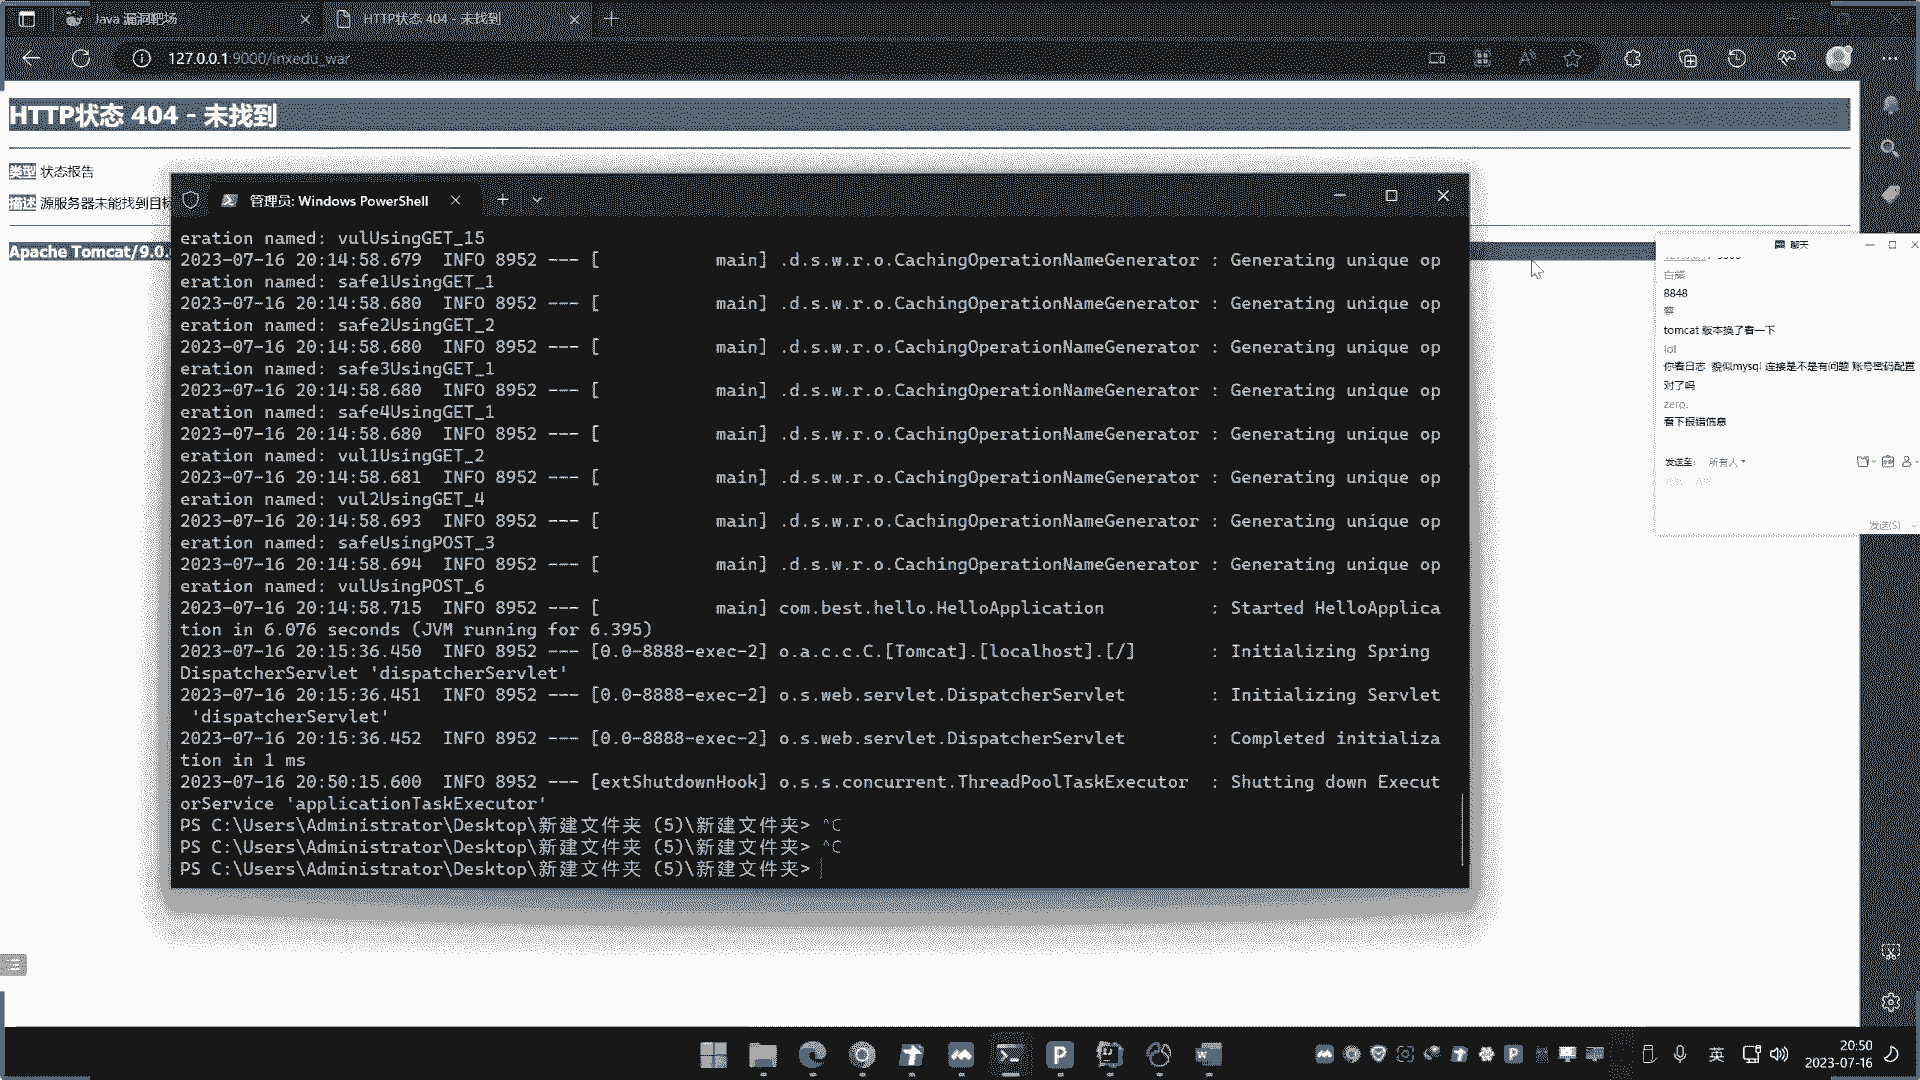 Java 漏洞靶场
HTTP状态 404 - 未找到
127.0.0.1:9000/inxedu_war
HTTP状态 404 - 未找到
类型 状态报告
描述 源服务器未能找到目标
Apache Tomcat/9.0.
管理员: Windows PowerShell
eration named: vulUsingGET_15
2023-07-16 20:14:58.679  INFO 8952 --- [           main] .d.s.w.r.o.CachingOperationNameGenerator : Generating unique op
eration named: safe1UsingGET_1
2023-07-16 20:14:58.680  INFO 8952 --- [           main] .d.s.w.r.o.CachingOperationNameGenerator : Generating unique op
eration named: safe2UsingGET_2
2023-07-16 20:14:58.680  INFO 8952 --- [           main] .d.s.w.r.o.CachingOperationNameGenerator : Generating unique op
eration named: safe3UsingGET_1
2023-07-16 20:14:58.680  INFO 8952 --- [           main] .d.s.w.r.o.CachingOperationNameGenerator : Generating unique op
eration named: safe4UsingGET_1
2023-07-16 20:14:58.680  INFO 8952 --- [           main] .d.s.w.r.o.CachingOperationNameGenerator : Generating unique op
eration named: vul1UsingGET_2
2023-07-16 20:14:58.681  INFO 8952 --- [           main] .d.s.w.r.o.CachingOperationNameGenerator : Generating unique op
eration named: vul2UsingGET_4
2023-07-16 20:14:58.693  INFO 8952 --- [           main] .d.s.w.r.o.CachingOperationNameGenerator : Generating unique op
eration named: safeUsingPOST_3
2023-07-16 20:14:58.694  INFO 8952 --- [           main] .d.s.w.r.o.CachingOperationNameGenerator : Generating unique op
eration named: vulUsingPOST_6
2023-07-16 20:14:58.715  INFO 8952 --- [           main] com.best.hello.HelloApplication          : Started HelloApplica
tion in 6.076 seconds (JVM running for 6.395)
2023-07-16 20:15:36.450  INFO 8952 --- [0.0-8888-exec-2] o.a.c.c.C.[Tomcat].[localhost].[/]       : Initializing Spring
DispatcherServlet 'dispatcherServlet'
2023-07-16 20:15:36.451  INFO 8952 --- [0.0-8888-exec-2] o.s.web.servlet.DispatcherServlet        : Initializing Servlet
 'dispatcherServlet'
2023-07-16 20:15:36.452  INFO 8952 --- [0.0-8888-exec-2] o.s.web.servlet.DispatcherServlet        : Completed initializa
tion in 1 ms
2023-07-16 20:50:15.600  INFO 8952 --- [extShutdownHook] o.s.s.concurrent.ThreadPoolTaskExecutor  : Shutting down Execut
orService 'applicationTaskExecutor'
PS C:\Users\Administrator\Desktop\新建文件夹 (5)\新建文件夹> ^C
PS C:\Users\Administrator\Desktop\新建文件夹 (5)\新建文件夹> ^C
PS C:\Users\Administrator\Desktop\新建文件夹 (5)\新建文件夹>
聊天
白熊
8848
蔡
tomcat 版本换了看一下
lol
你看日志 貌似mysql 连接是不是有问题 账号密码配置
对了吗
zero.
看下报错信息
发送至: 所有人
发送(S)
英
20:50
2023-07-16